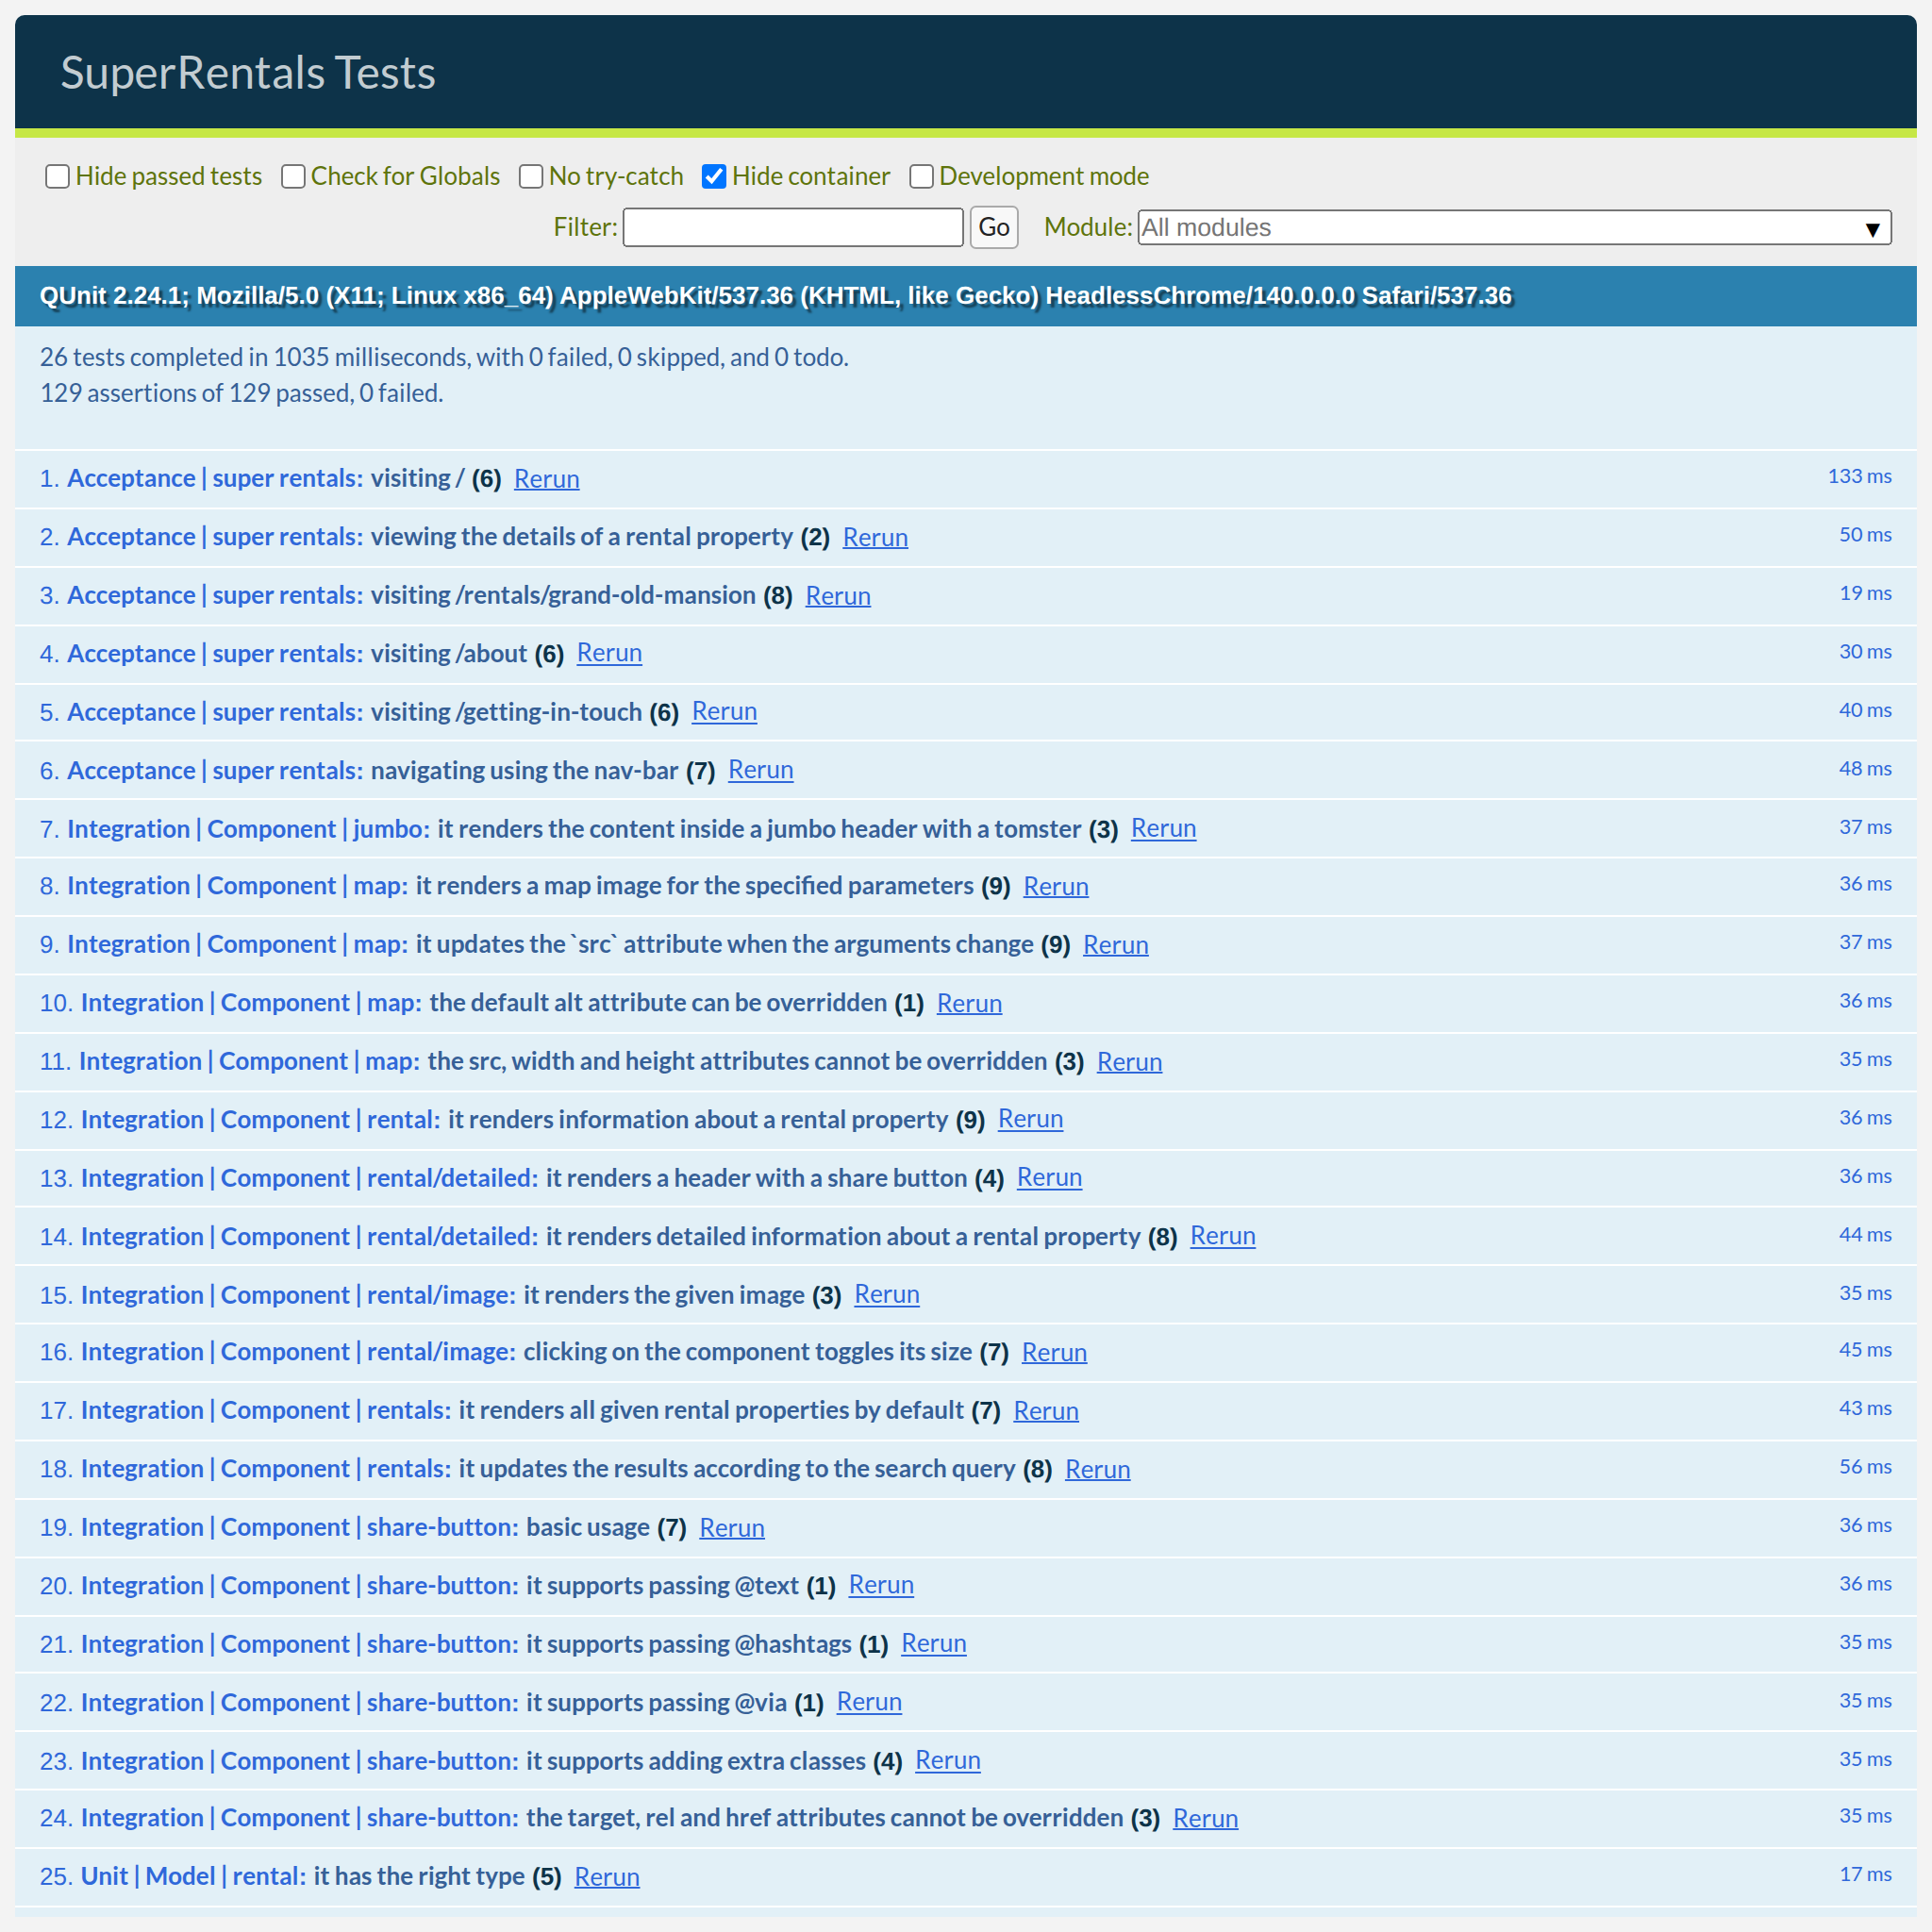 SuperRentals Tests
Hide passed tests Check for Globals No try-catch Hide container Development mode
Filter: Go Module: All modules ▼
QUnit 2.24.1; Mozilla/5.0 (X11; Linux x86_64) AppleWebKit/537.36 (KHTML, like Gecko) HeadlessChrome/140.0.0.0 Safari/537.36
26 tests completed in 1035 milliseconds, with 0 failed, 0 skipped, and 0 todo.
129 assertions of 129 passed, 0 failed.
1. Acceptance | super rentals: visiting / (6) Rerun 133 ms
2. Acceptance | super rentals: viewing the details of a rental property (2) Rerun 50 ms
3. Acceptance | super rentals: visiting /rentals/grand-old-mansion (8) Rerun 19 ms
4. Acceptance | super rentals: visiting /about (6) Rerun 30 ms
5. Acceptance | super rentals: visiting /getting-in-touch (6) Rerun 40 ms
6. Acceptance | super rentals: navigating using the nav-bar (7) Rerun 48 ms
7. Integration | Component | jumbo: it renders the content inside a jumbo header with a tomster (3) Rerun 37 ms
8. Integration | Component | map: it renders a map image for the specified parameters (9) Rerun 36 ms
9. Integration | Component | map: it updates the `src` attribute when the arguments change (9) Rerun 37 ms
10. Integration | Component | map: the default alt attribute can be overridden (1) Rerun 36 ms
11. Integration | Component | map: the src, width and height attributes cannot be overridden (3) Rerun 35 ms
12. Integration | Component | rental: it renders information about a rental property (9) Rerun 36 ms
13. Integration | Component | rental/detailed: it renders a header with a share button (4) Rerun 36 ms
14. Integration | Component | rental/detailed: it renders detailed information about a rental property (8) Rerun 44 ms
15. Integration | Component | rental/image: it renders the given image (3) Rerun 35 ms
16. Integration | Component | rental/image: clicking on the component toggles its size (7) Rerun 45 ms
17. Integration | Component | rentals: it renders all given rental properties by default (7) Rerun 43 ms
18. Integration | Component | rentals: it updates the results according to the search query (8) Rerun 56 ms
19. Integration | Component | share-button: basic usage (7) Rerun 36 ms
20. Integration | Component | share-button: it supports passing @text (1) Rerun 36 ms
21. Integration | Component | share-button: it supports passing @hashtags (1) Rerun 35 ms
22. Integration | Component | share-button: it supports passing @via (1) Rerun 35 ms
23. Integration | Component | share-button: it supports adding extra classes (4) Rerun 35 ms
24. Integration | Component | share-button: the target, rel and href attributes cannot be overridden (3) Rerun 35 ms
25. Unit | Model | rental: it has the right type (5) Rerun 17 ms